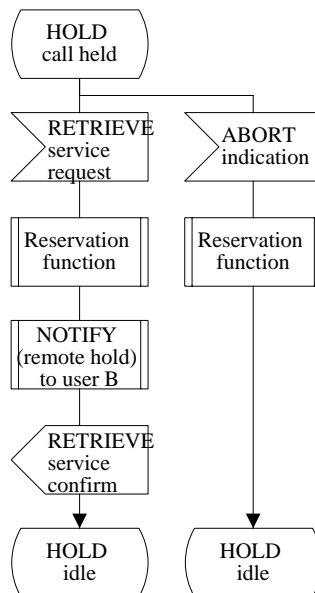 HOLD
call held
RETRIEVE
service
request
ABORT
indication
Reservation
function
Reservation
function
NOTIFY
(remote hold)
to user B
RETRIEVE
service
confirm
HOLD
idle
HOLD
idle